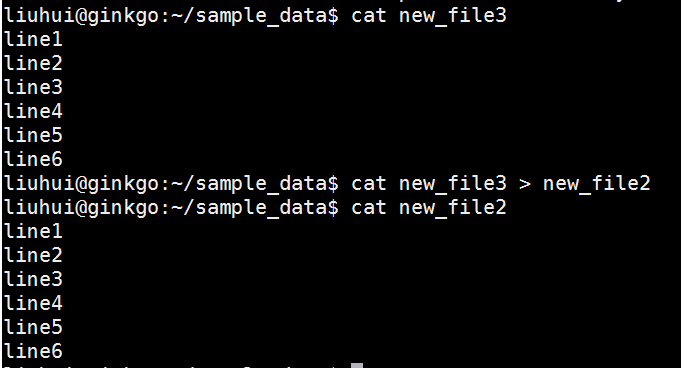 liuhui@ginkgo:~/sample_data$ cat new_file3
line1
line2
line3
line4
line5
line6
liuhui@ginkgo:~/sample_data$ cat new_file3 > new_file2
liuhui@ginkgo:~/sample_data$ cat new_file2
line1
line2
line3
line4
line5
line6